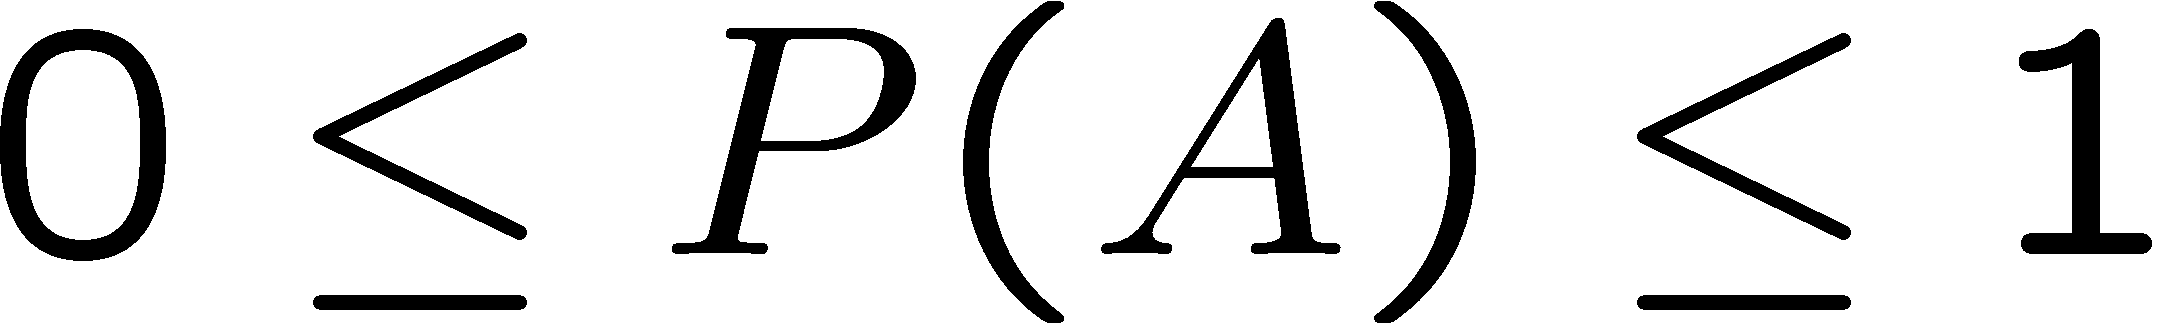 0 ≤ P(A) ≤ 1